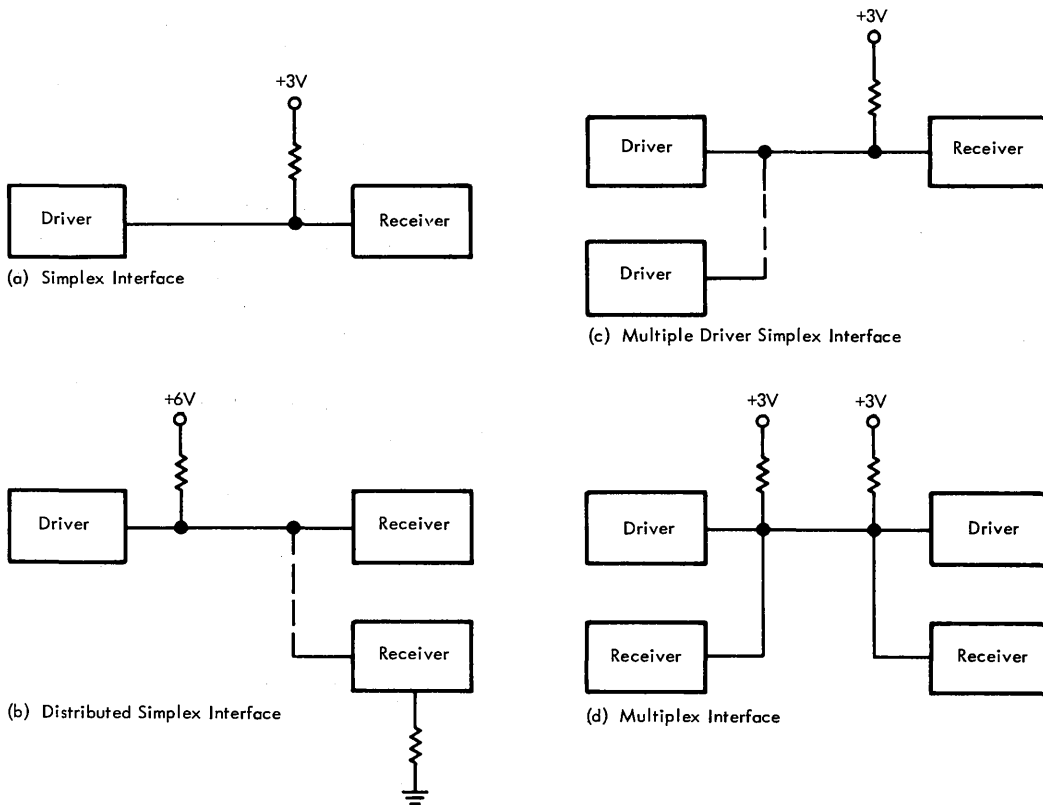 +3V
Driver
Receiver
(a) Simplex Interface
+6V
Driver
Receiver
Receiver
(b) Distributed Simplex Interface
+3V
Driver
Receiver
Driver
(c) Multiple Driver Simplex Interface
+3V
+3V
Driver
Driver
Receiver
Receiver
(d) Multiplex Interface